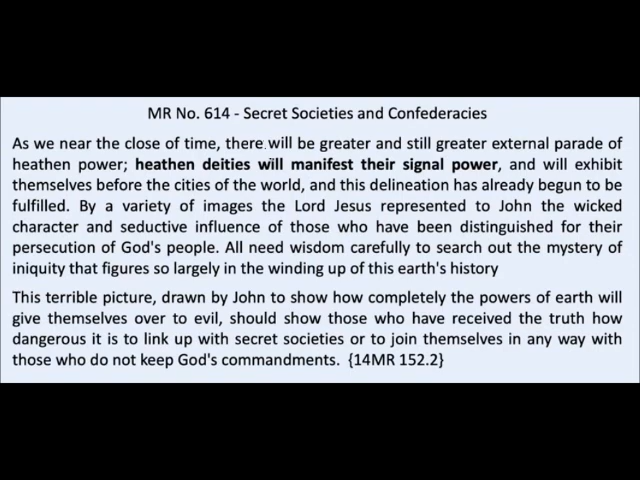 MR No. 614 - Secret Societies and Confederacies
As we near the close of time, there will be greater and still greater external parade of
heathen power; heathen deities will manifest their signal power, and will exhibit
themselves before the cities of the world, and this delineation has already begun to be
fulfilled. By a variety of images the Lord Jesus represented to John the wicked
character and seductive influence of those who have been distinguished for their
persecution of God's people. All need wisdom carefully to search out the mystery of
iniquity that figures so largely in the winding up of this earth's history
This terrible picture, drawn by John to show how completely the powers of earth will
give themselves over to evil, should show those who have received the truth how
dangerous it is to link up with secret societies or to join themselves in any way with
those who do not keep God's commandments. {14MR 152.2}